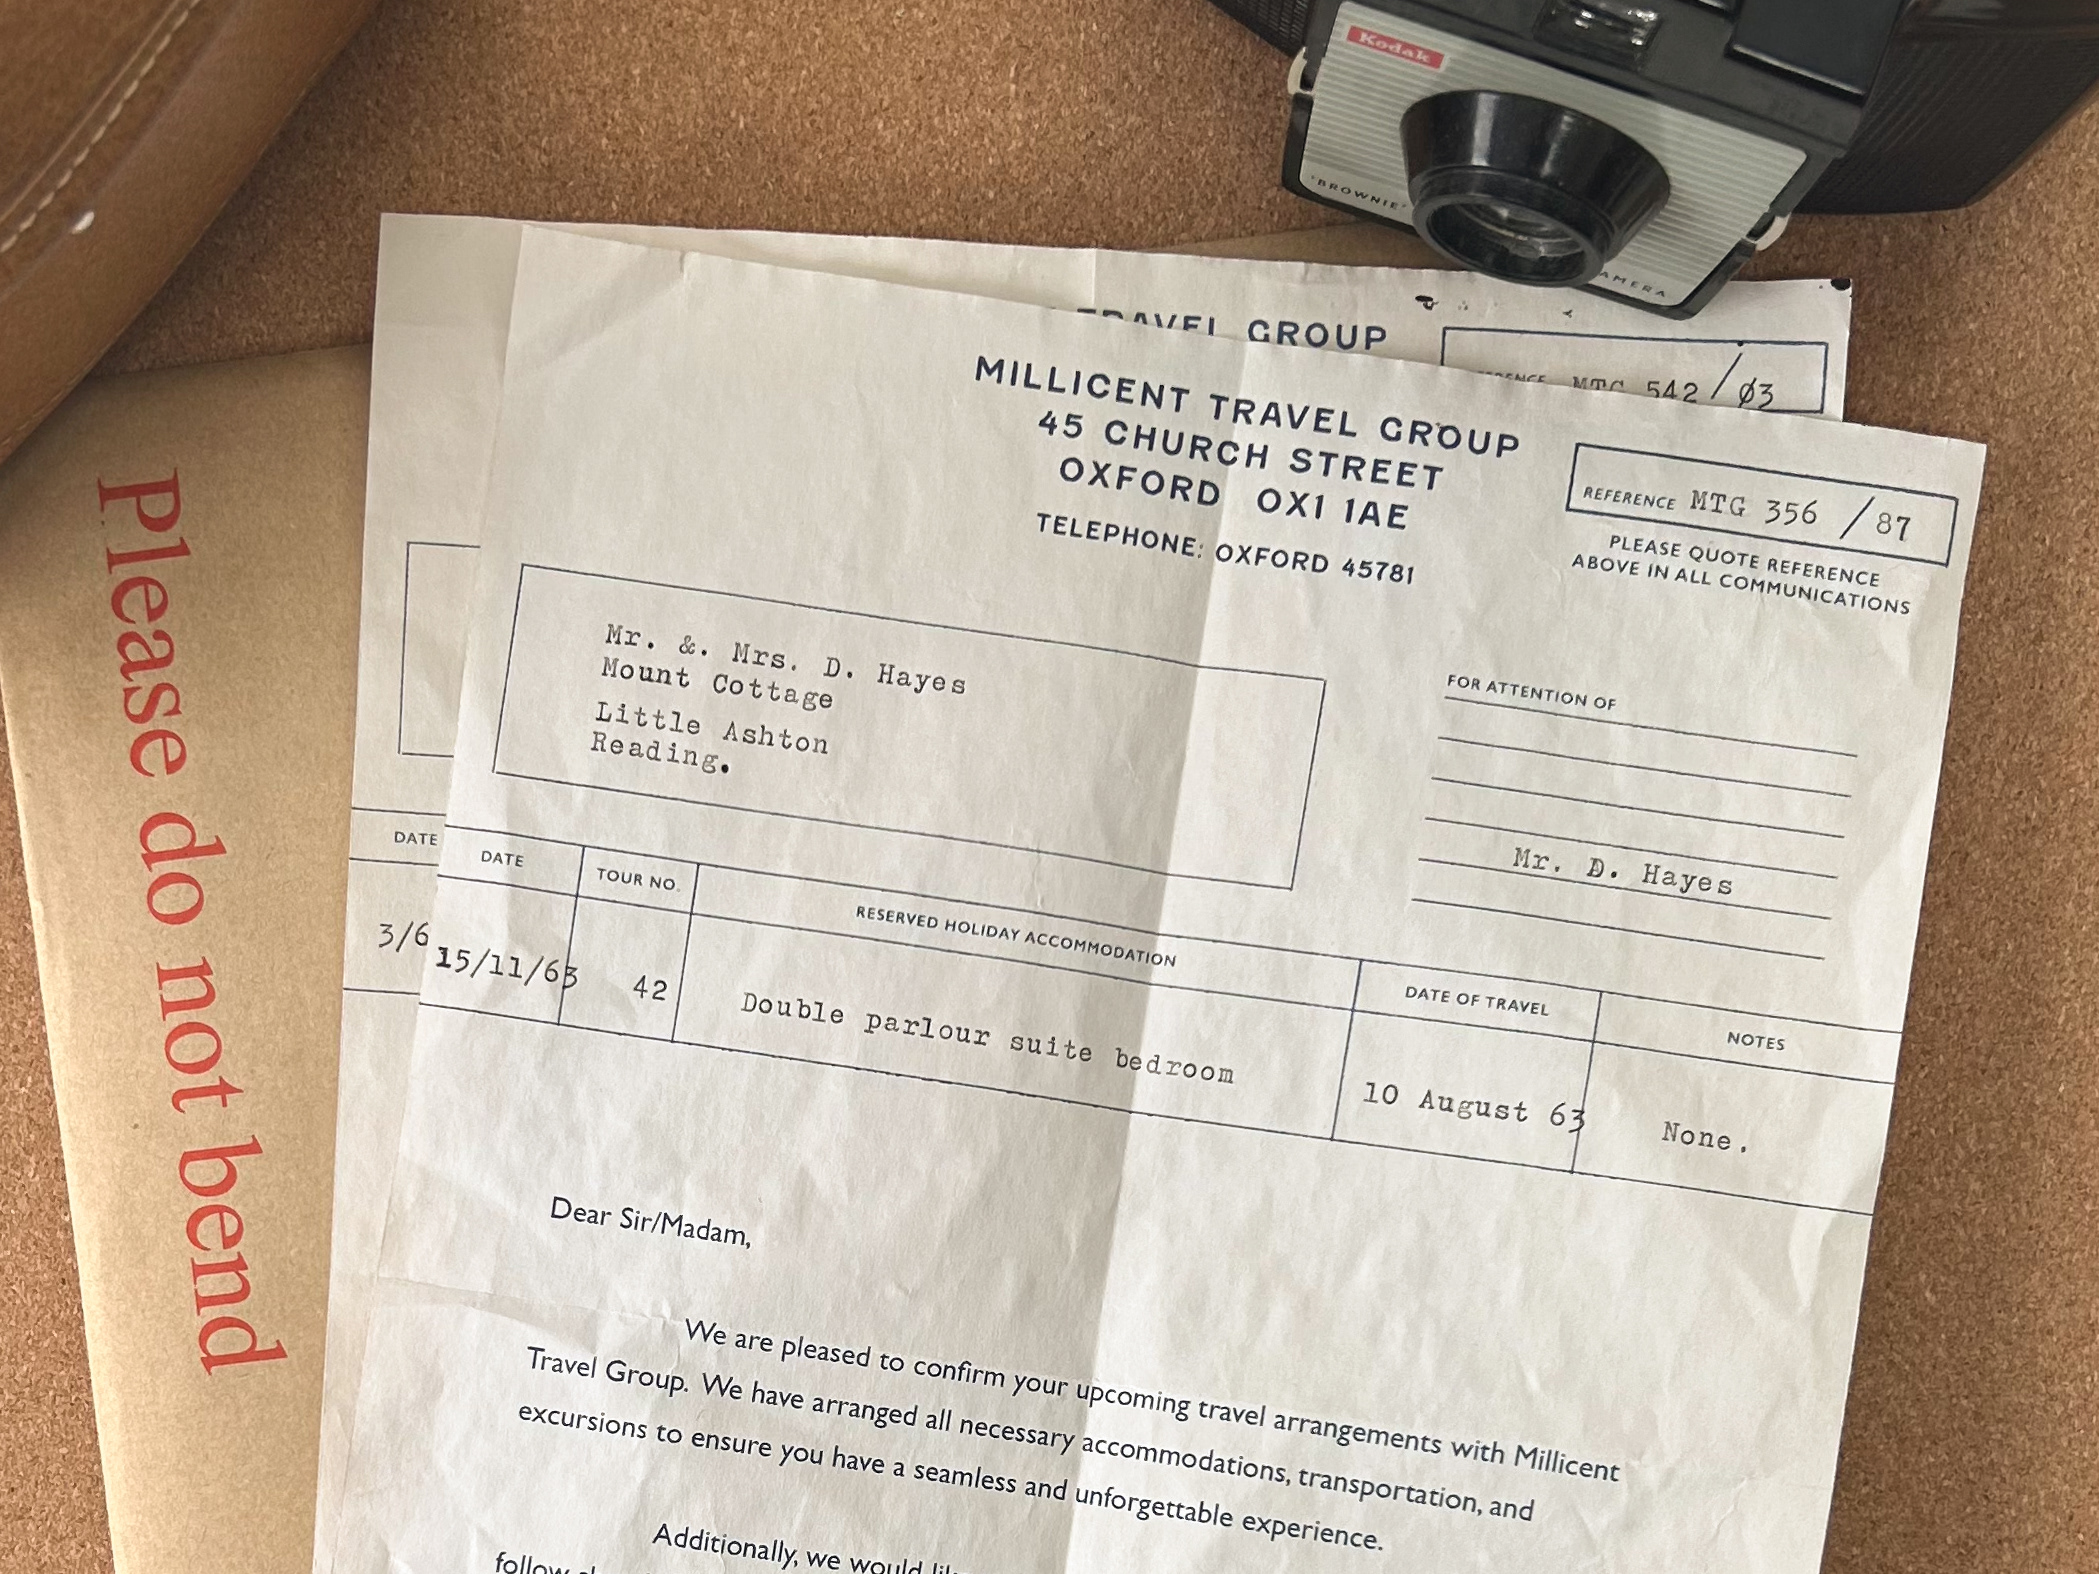 Kodak
'BROWNIE'
TRAVEL GROUP
MTG 542 / Ø3
MILLICENT TRAVEL GROUP
45 CHURCH STREET
OXFORD OX1 1AE
TELEPHONE: OXFORD 45781
REFERENCE MTG 356 / 87
PLEASE QUOTE REFERENCE
ABOVE IN ALL COMMUNICATIONS
Mr. &. Mrs. D. Hayes
Mount Cottage
Little Ashton
Reading.
FOR ATTENTION OF
Mr. D. Hayes
DATE
3/6
DATE TOUR NO. RESERVED HOLIDAY ACCOMMODATION DATE OF TRAVEL NOTES
15/11/63 42 Double parlour suite bedroom 10 August 63 None.
Dear Sir/Madam,
We are pleased to confirm your upcoming travel arrangements with Millicent
Travel Group. We have arranged all necessary accommodations, transportation, and
excursions to ensure you have a seamless and unforgettable experience.
Additionally, we would
follow
Please do not bend